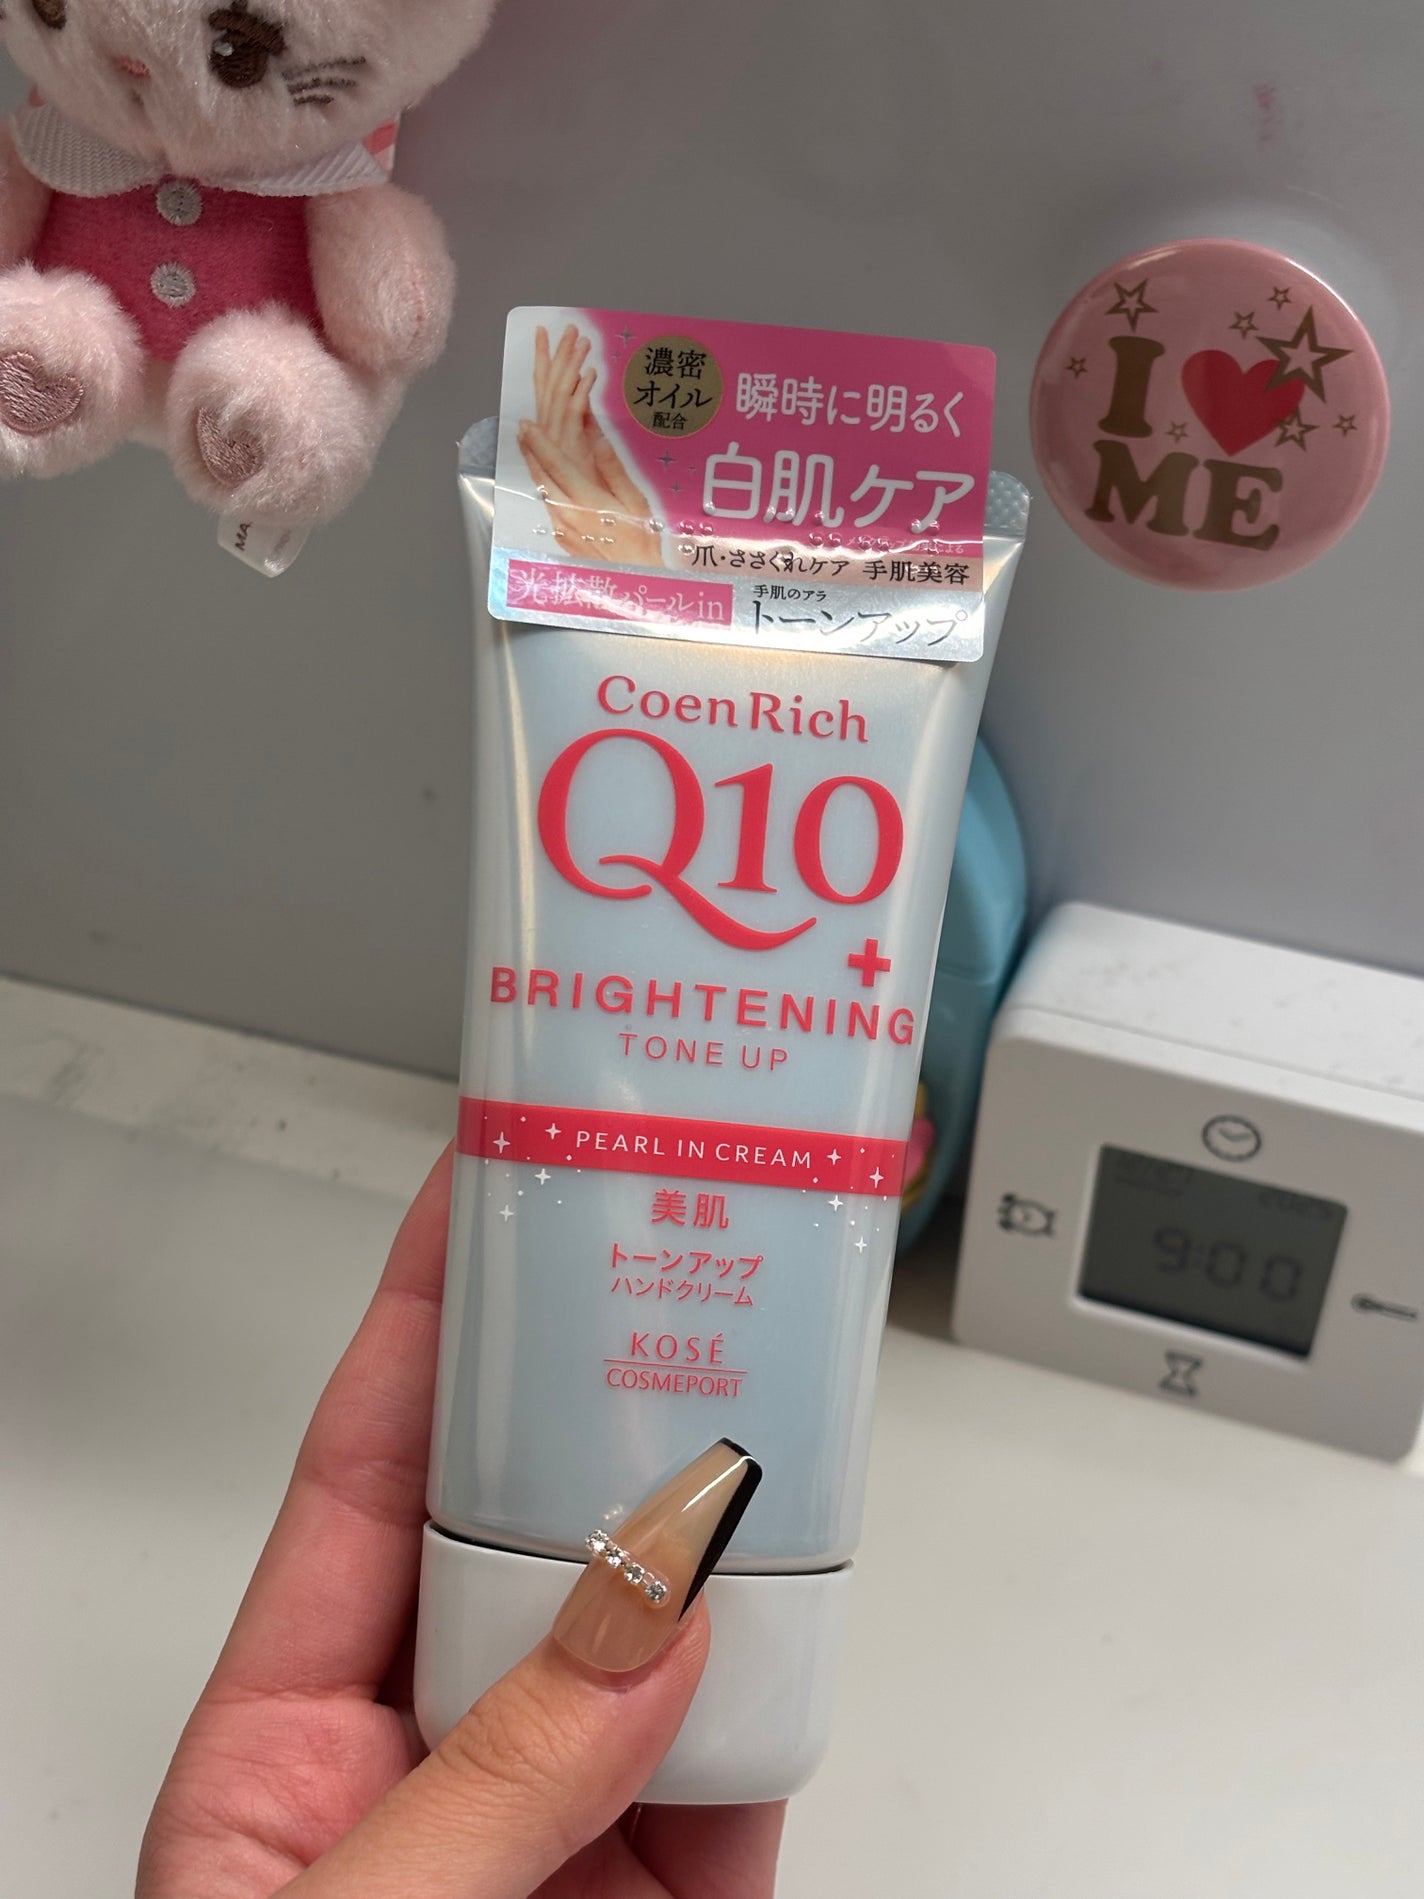 濃密
オイル
配合
瞬時に明るく
白肌ケア
爪・ささくれケア 手肌美容
光拡散パールin
手肌のアラ
トーンアップ
Coen Rich
Q10
+
BRIGHTENING
TONE UP
PEARL IN CREAM
美肌
トーンアップ
ハンドクリーム
KOSÉ
COSMEPORT
I
ME
MA
9:00